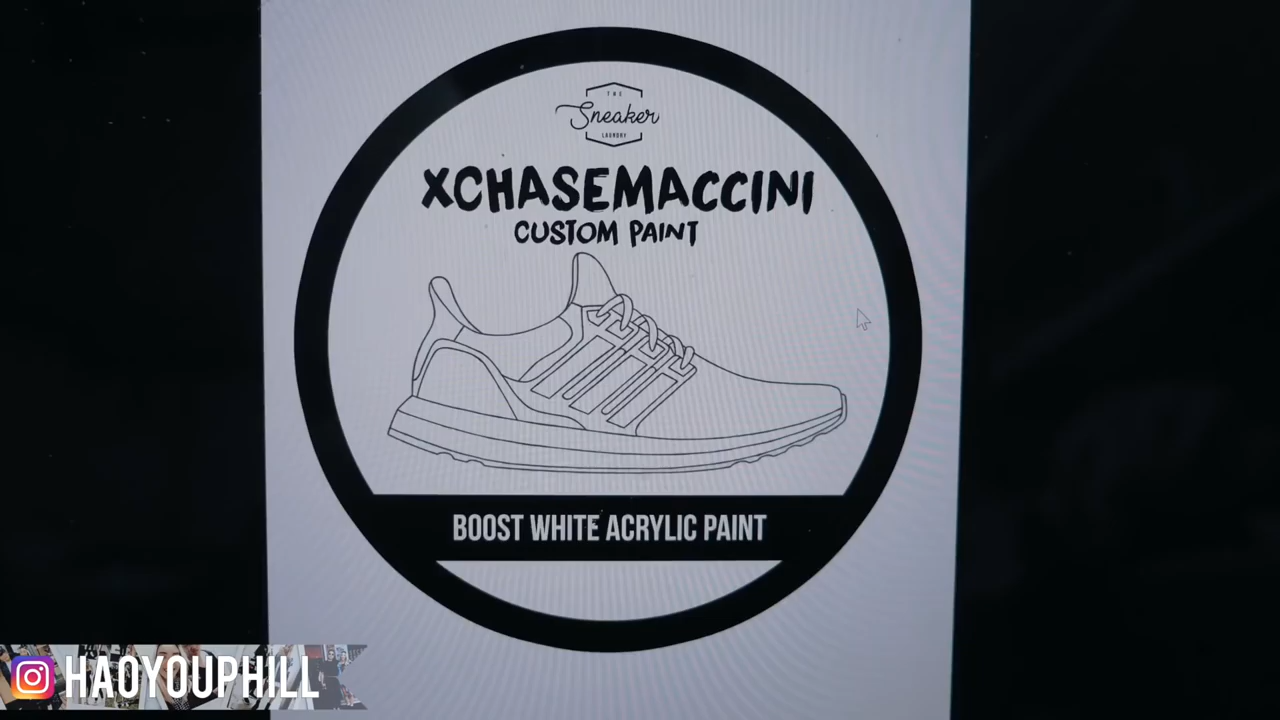 THE
Sneaker
LAUNDRY
XCHASEMACCINI
CUSTOM PAINT
BOOST WHITE ACRYLIC PAINT
HAOYOUPHILL